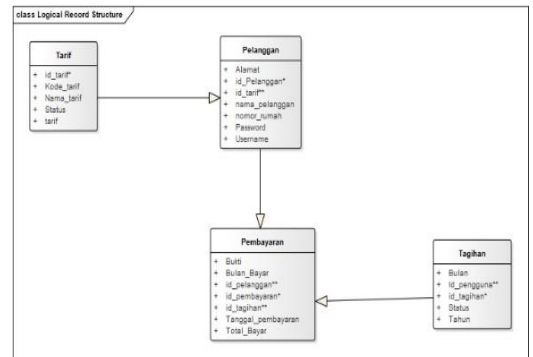 class Logical Record Structure
Tarif
+ id_tarif*
+ Kode_tarif
+ Nama_tarif
+ Status
+ tarif
Pelanggan
+ Alamat
+ id_Pelanggan*
+ id_tarif**
+ nama_pelanggan
+ nomor_rumah
+ Password
+ Username
Pembayaran
+ Bukti
+ Bulan_Bayar
+ id_pelanggan**
+ id_pembayaran*
+ id_tagihan**
+ Tanggal_pembayaran
+ Total_Bayar
Tagihan
+ Bulan
+ Id_pengguna**
+ id_tagihan*
+ Status
+ Tahun